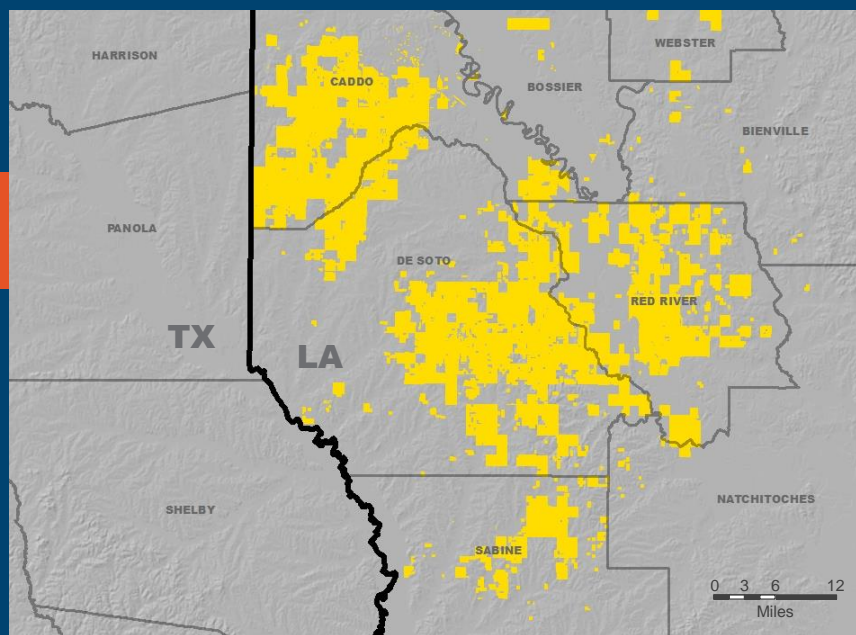 HARRISON
CADDO
WEBSTER
BOSSIER
BIENVILLE
PANOLA
DE SOTO
RED RIVER
TX
LA
SHELBY
SABINE
NATCHITOCHES
0 3 6 12
Miles